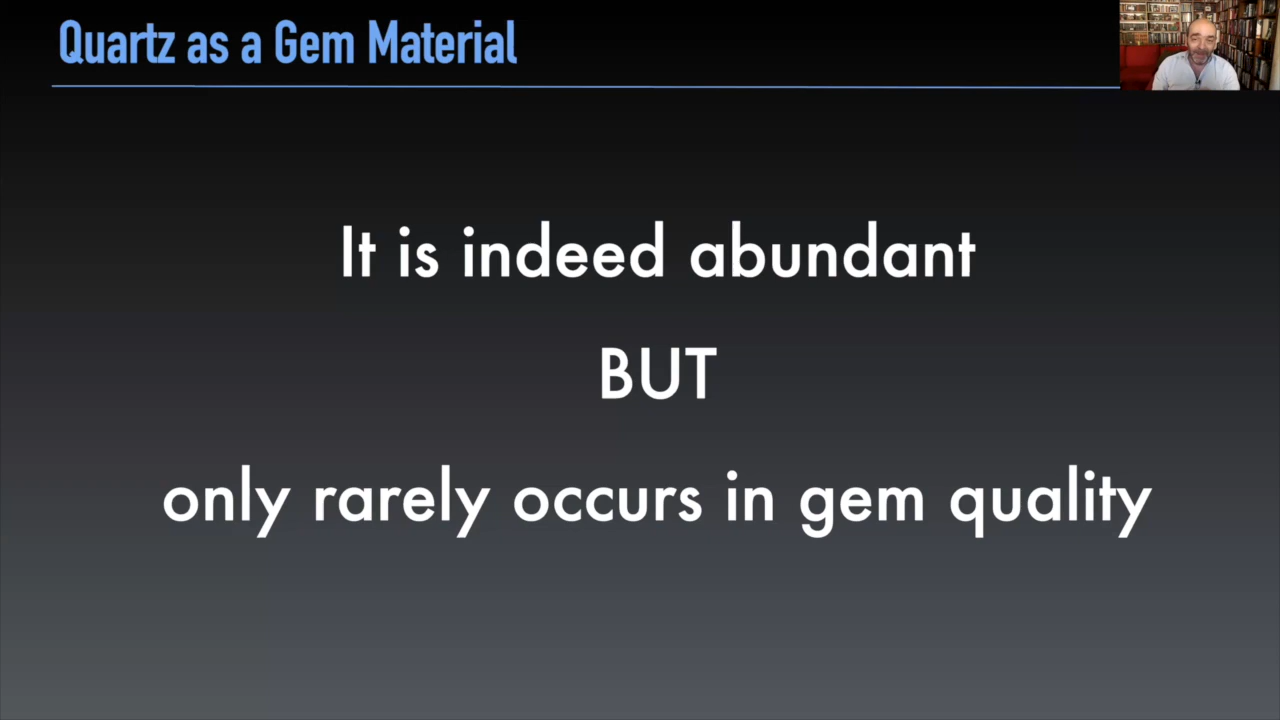 Quartz as a Gem Material
It is indeed abundant
BUT
only rarely occurs in gem quality